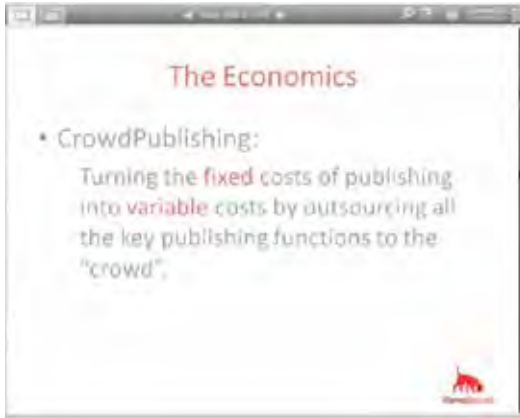 The Economics
• CrowdPublishing:
Turning the fixed costs of publishing
into variable costs by outsourcing all
the key publishing functions to the
"crowd".